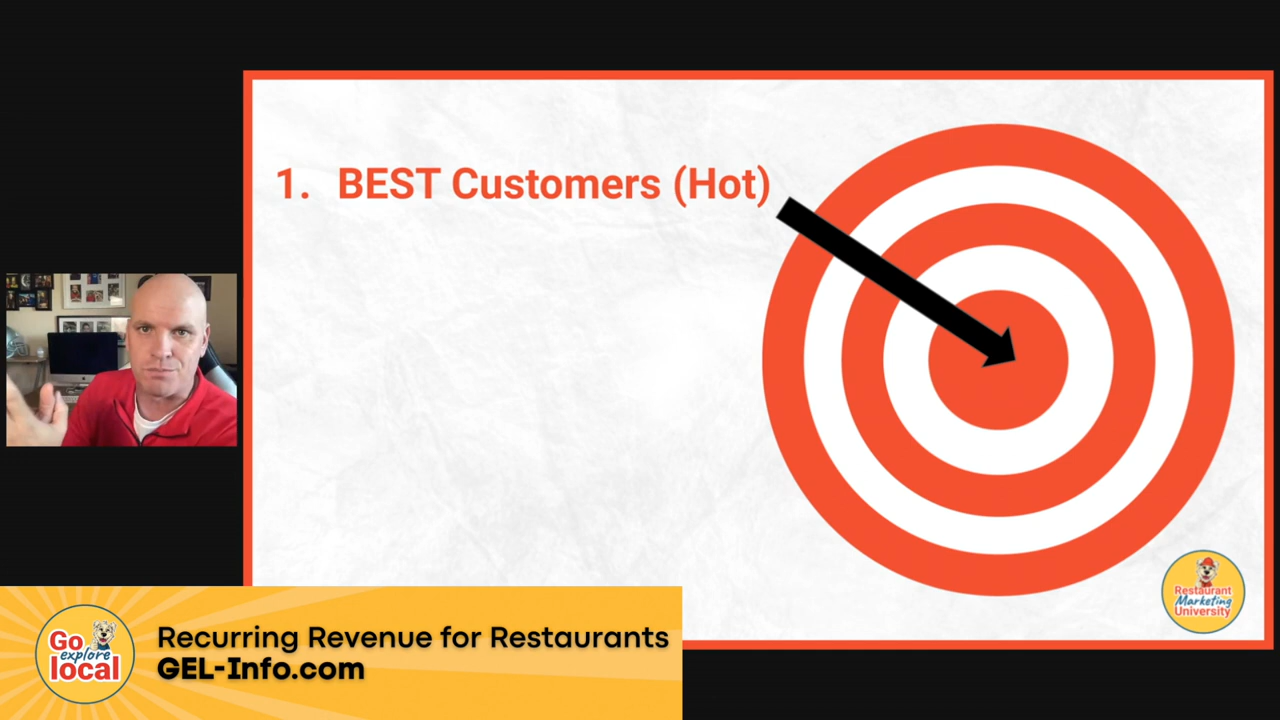 1. BEST Customers (Hot)
Restaurant
Marketing
University
Go
explore
local
Recurring Revenue for Restaurants
GEL-Info.com